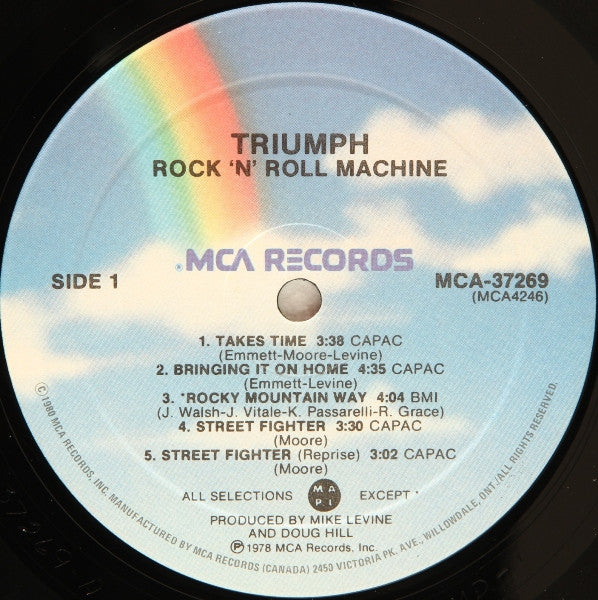 TRIUMPH
ROCK 'N' ROLL MACHINE
®MCA RECORDS
SIDE 1
MCA-37269
(MCA4246)
1. TAKES TIME 3:38 CAPAC
(Emmett-Moore-Levine)
2. BRINGING IT ON HOME 4:35 CAPAC
(Emmett-Levine)
3. *ROCKY MOUNTAIN WAY 4:04 BMI
(J. Walsh-J. Vitale-K. Passarelli-R. Grace)
4. STREET FIGHTER 3:30 CAPAC
(Moore)
5. STREET FIGHTER (Reprise) 3:02 CAPAC
(Moore)
ALL SELECTIONS MAPI EXCEPT *
PRODUCED BY MIKE LEVINE
AND DOUG HILL
℗1978 MCA Records, Inc.
©1980 MCA RECORDS, INC. MANUFACTURED BY MCA RECORDS (CANADA) 2450 VICTORIA PK. AVE., WILLOWDALE, ONT./ALL RIGHTS RESERVED.